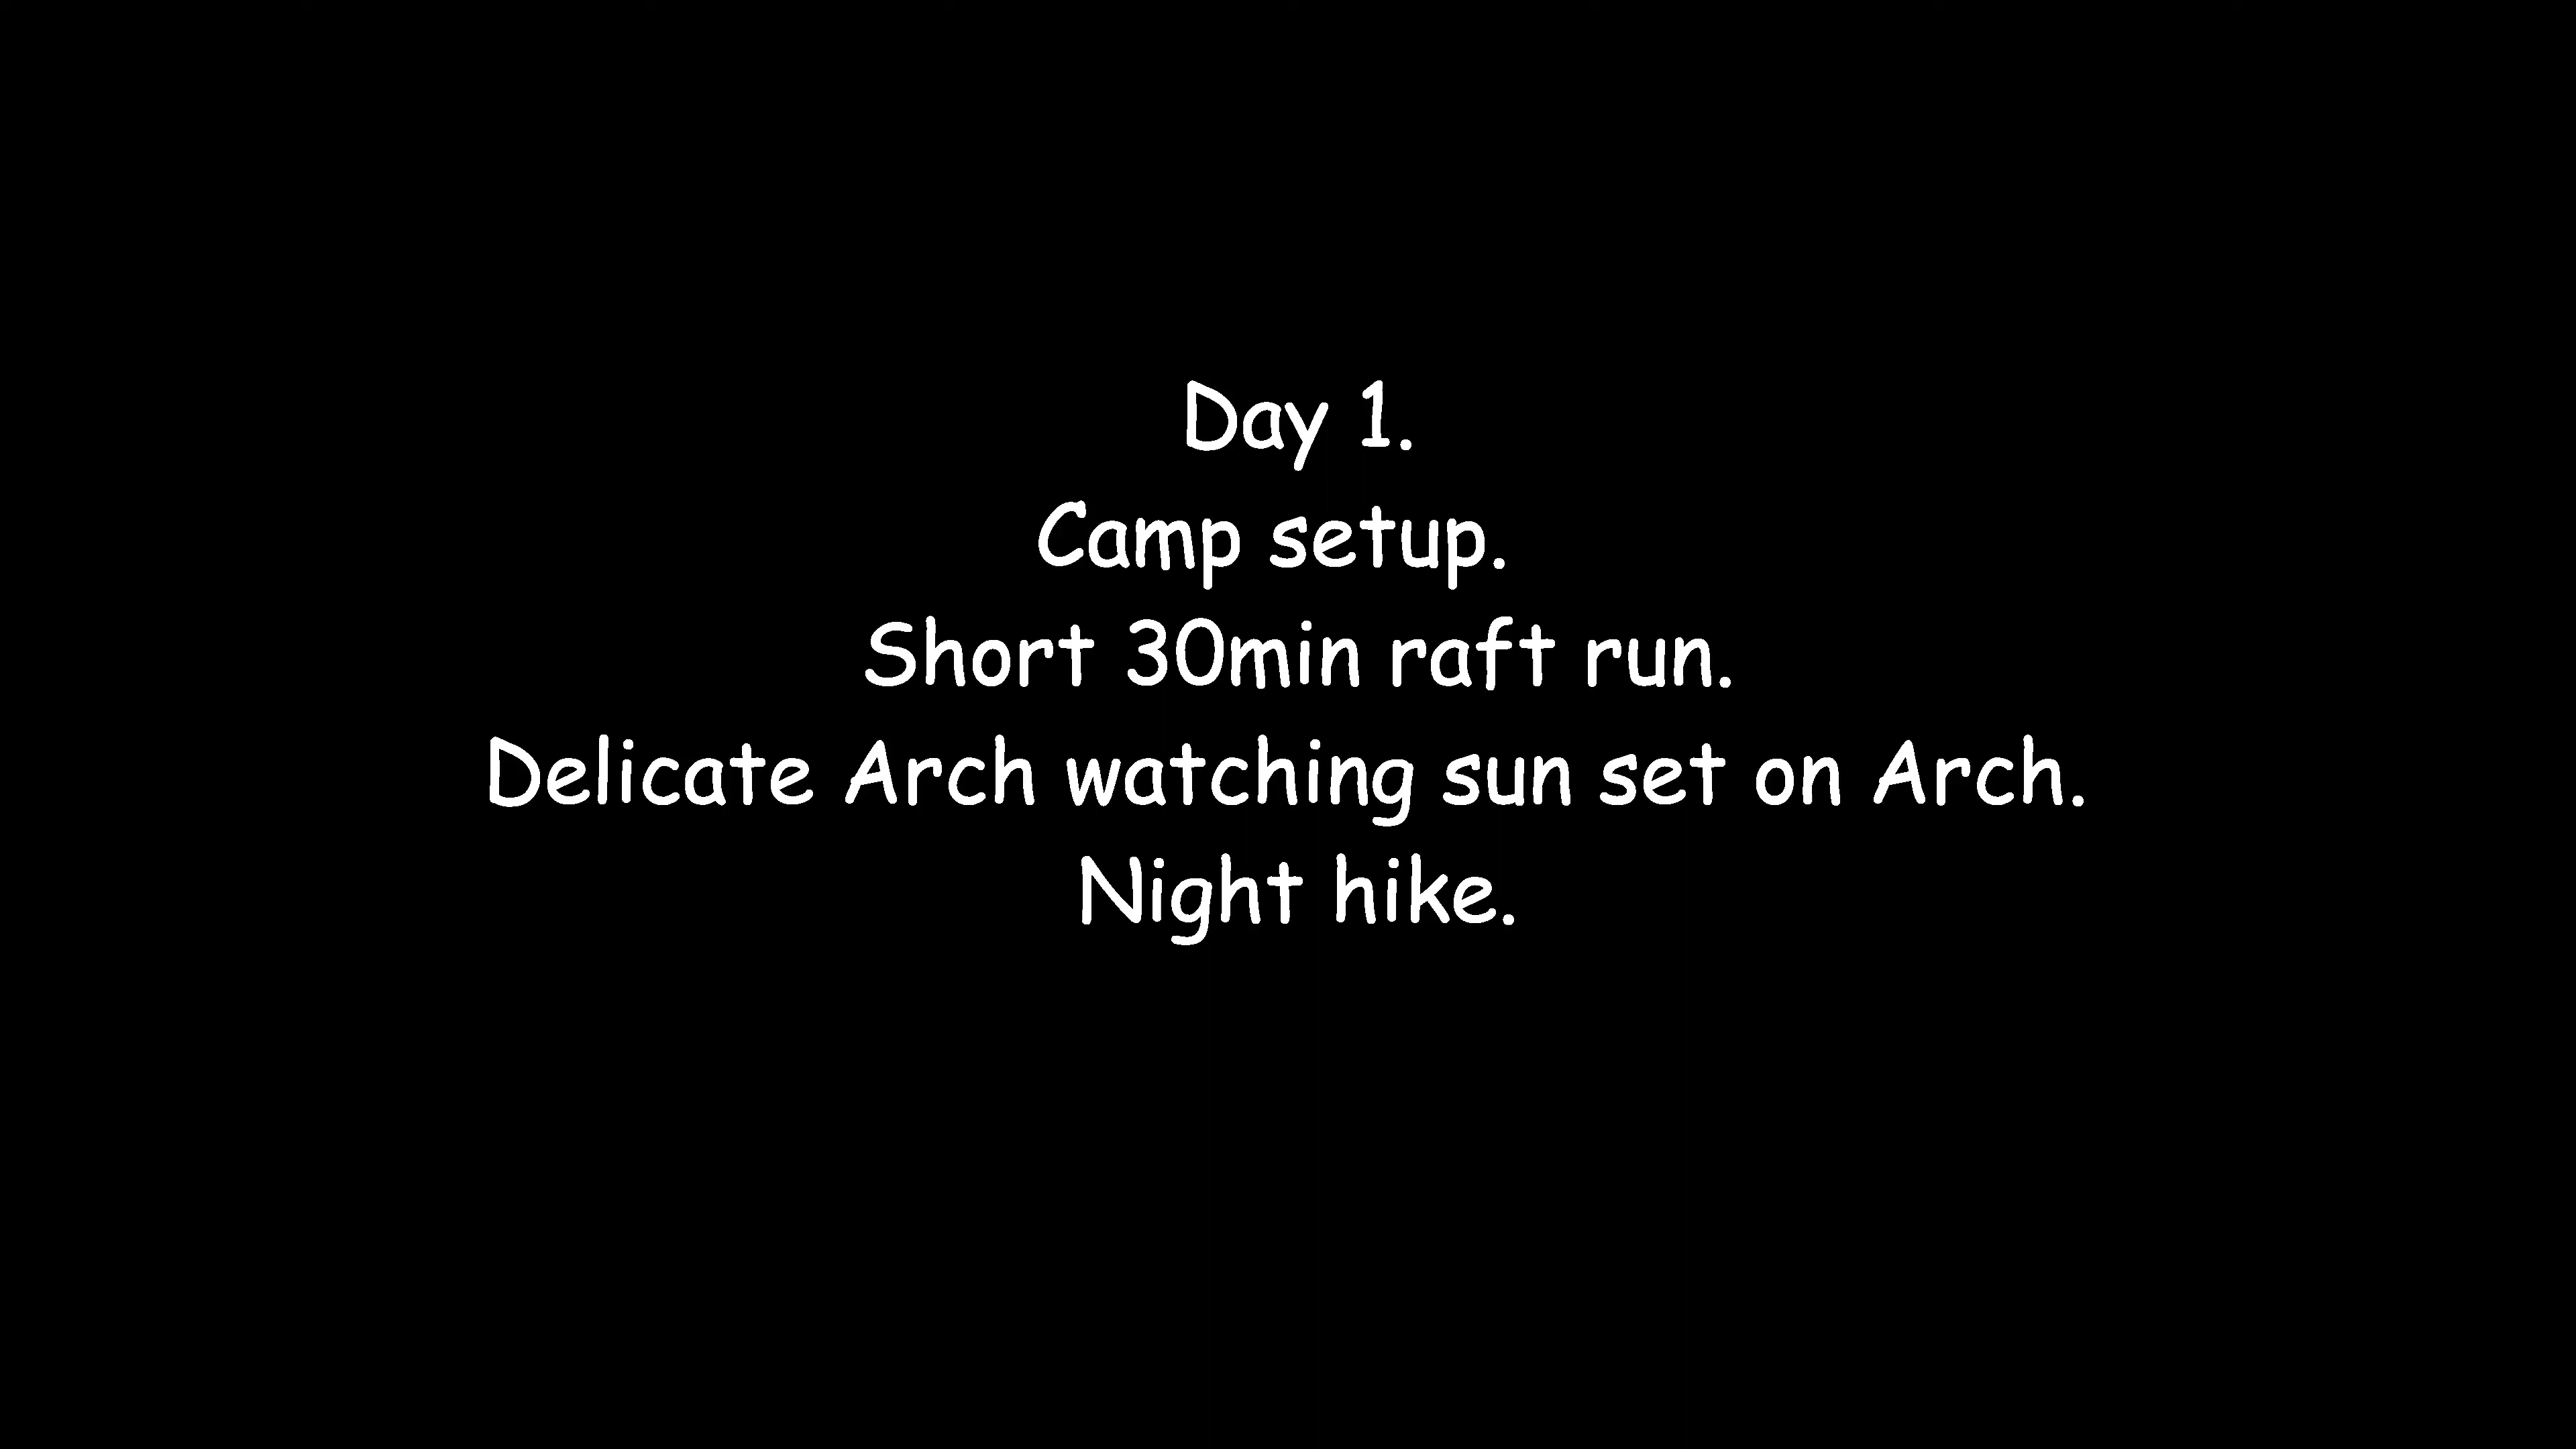 Day 1.
Camp setup.
Short 30min raft run.
Delicate Arch watching sun set on Arch.
Night hike.